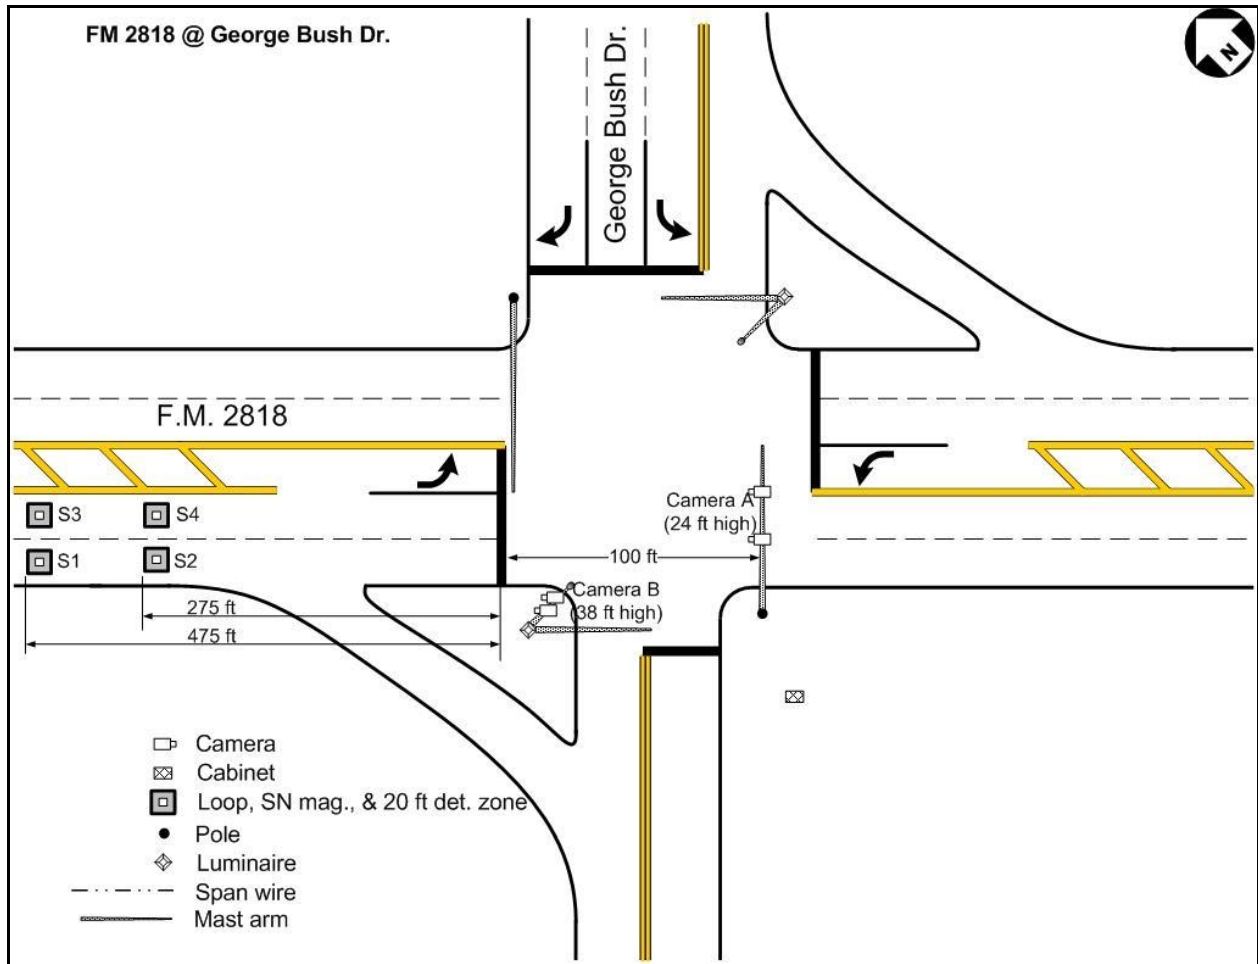 FM 2818 @ George Bush Dr.
N
George Bush Dr.
F.M. 2818
S3
S4
S1
S2
Camera A
(24 ft high)
100 ft
Camera B
(38 ft high)
275 ft
475 ft
Camera
Cabinet
Loop, SN mag., & 20 ft det. zone
Pole
Luminaire
Span wire
Mast arm